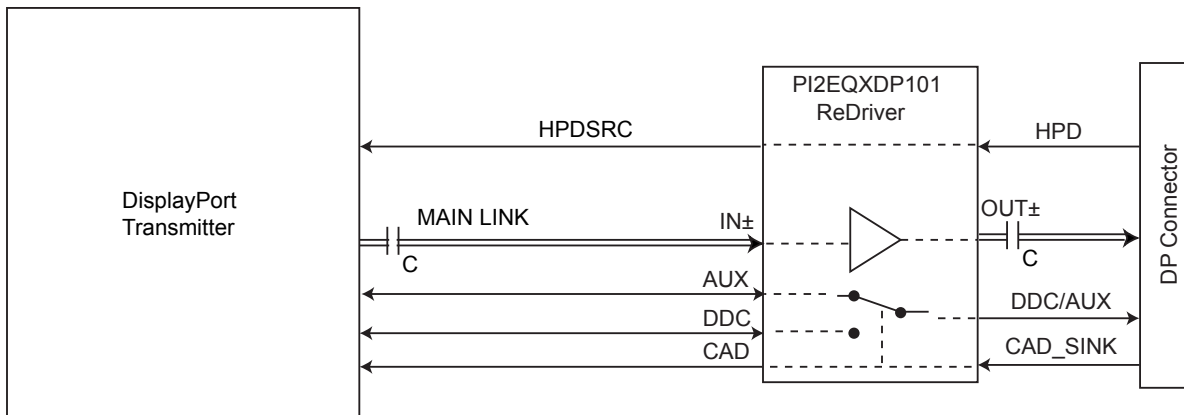 PI2EQXDP101
ReDriver
HPDSRC
HPD
DisplayPort
Transmitter
MAIN LINK
IN±
OUT±
C
C
AUX
DDC
CAD
DDC/AUX
CAD_SINK
DP Connector